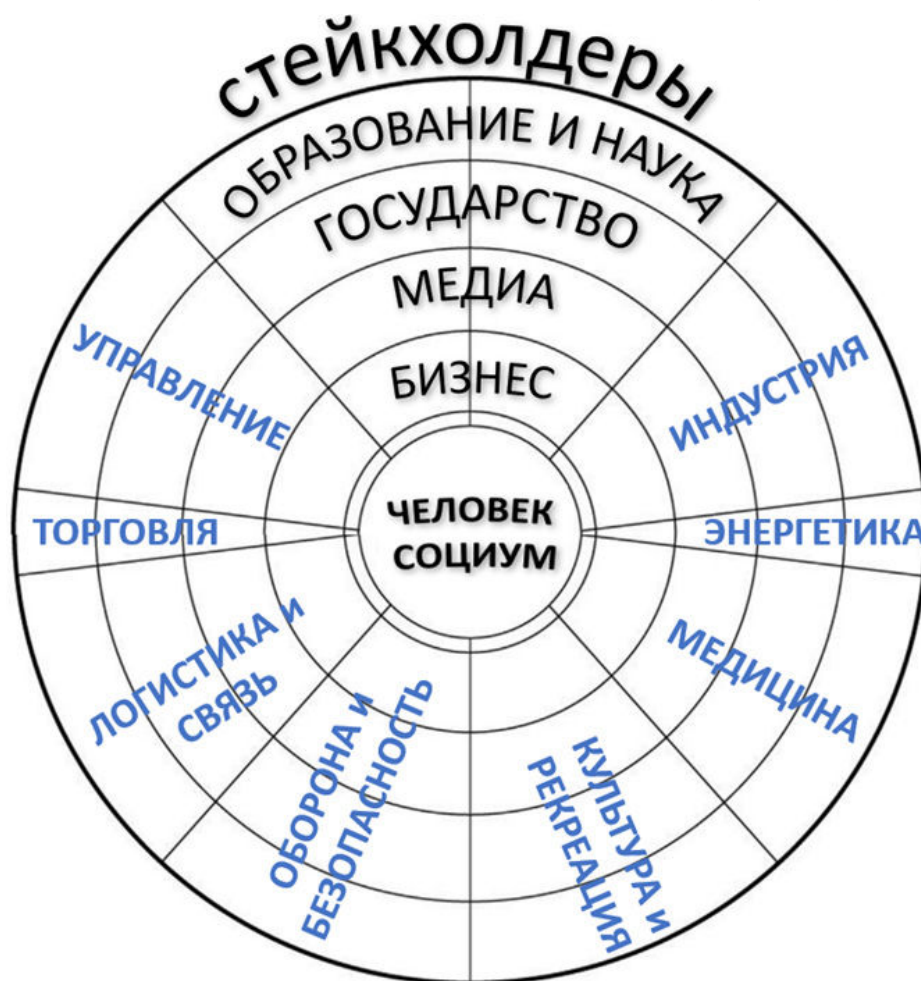 стейкхолдеры
ОБРАЗОВАНИЕ И НАУКА
ГОСУДАРСТВО
МЕДИА
БИЗНЕС
УПРАВЛЕНИЕ
ИНДУСТРИЯ
ЧЕЛОВЕК
СОЦИУМ
ТОРГОВЛЯ
ЭНЕРГЕТИКА
ЛОГИСТИКА и
СВЯЗЬ
МЕДИЦИНА
ОБОРОНА и
БЕЗОПАСНОСТЬ
КУЛЬТУРА и
РЕКРЕАЦИЯ